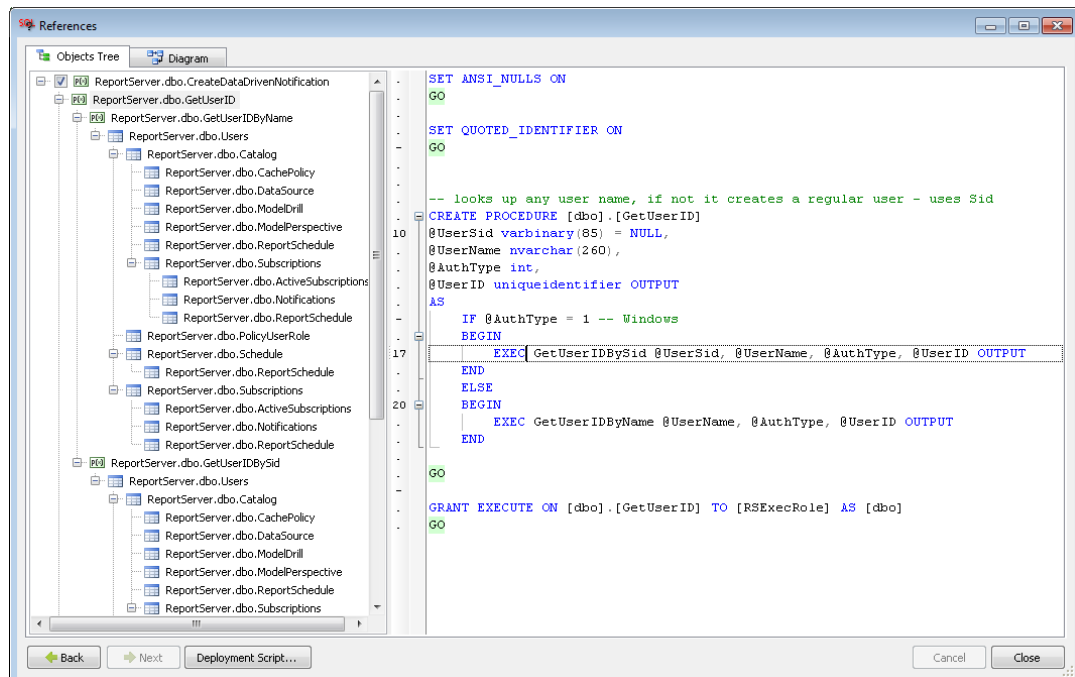 References
Objects Tree
Diagram
ReportServer.dbo.CreateDataDrivenNotification
ReportServer.dbo.GetUserID
ReportServer.dbo.GetUserIDByName
ReportServer.dbo.Users
ReportServer.dbo.Catalog
ReportServer.dbo.CachePolicy
ReportServer.dbo.DataSource
ReportServer.dbo.ModelDrill
ReportServer.dbo.ModelPerspective
ReportServer.dbo.ReportSchedule
ReportServer.dbo.Subscriptions
ReportServer.dbo.ActiveSubscriptions
ReportServer.dbo.Notifications
ReportServer.dbo.ReportSchedule
ReportServer.dbo.PolicyUserRole
ReportServer.dbo.Schedule
ReportServer.dbo.ReportSchedule
ReportServer.dbo.Subscriptions
ReportServer.dbo.ActiveSubscriptions
ReportServer.dbo.Notifications
ReportServer.dbo.ReportSchedule
ReportServer.dbo.GetUserIDBySid
ReportServer.dbo.Users
ReportServer.dbo.Catalog
ReportServer.dbo.CachePolicy
ReportServer.dbo.DataSource
ReportServer.dbo.ModelDrill
ReportServer.dbo.ModelPerspective
ReportServer.dbo.ReportSchedule
ReportServer.dbo.Subscriptions
SET ANSI_NULLS ON
GO
SET QUOTED_IDENTIFIER ON
GO
-- looks up any user name, if not it creates a regular user - uses Sid
CREATE PROCEDURE [dbo].[GetUserID]
10 @UserSid varbinary(85) = NULL,
@UserName nvarchar(260),
@AuthType int,
@UserID uniqueidentifier OUTPUT
AS
IF @AuthType = 1 -- Windows
BEGIN
17 EXEC GetUserIDBySid @UserSid, @UserName, @AuthType, @UserID OUTPUT
END
ELSE
20 BEGIN
EXEC GetUserIDByName @UserName, @AuthType, @UserID OUTPUT
END
GO
GRANT EXECUTE ON [dbo].[GetUserID] TO [RSExecRole] AS [dbo]
GO
Back
Next
Deployment Script...
Cancel
Close